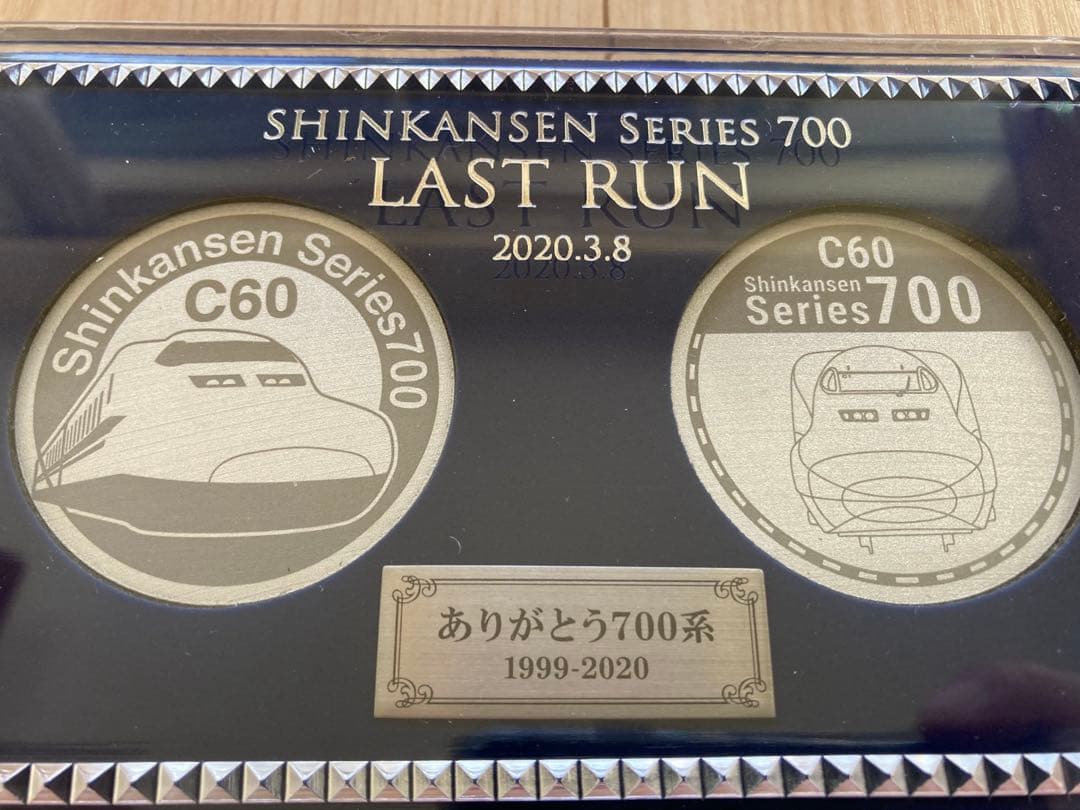 SHINKANSEN SERIES 700
LAST RUN
2020.3.8
Shinkansen Series700
C60
C60
Shinkansen
Series700
ありがとう700系
1999-2020